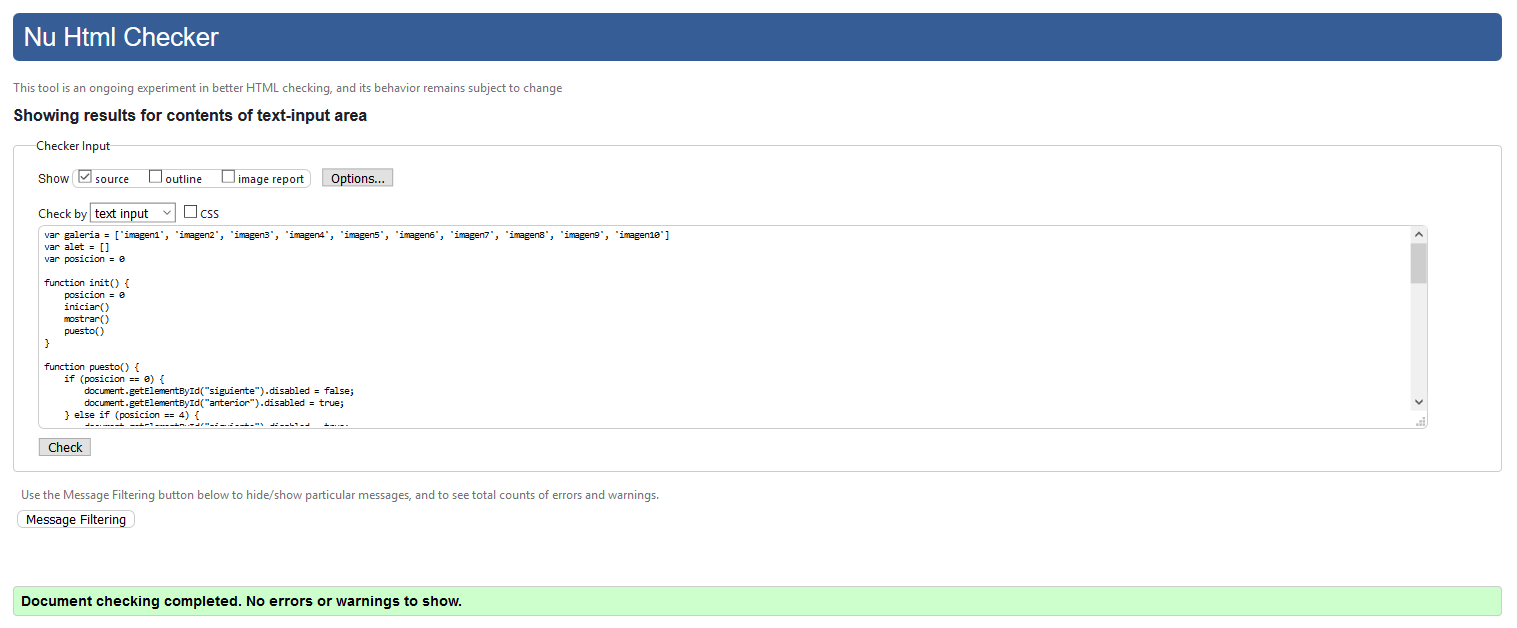 Nu Html Checker
This tool is an ongoing experiment in better HTML checking, and its behavior remains subject to change
Showing results for contents of text-input area
Checker Input
Show source outline image report Options...
Check by text input CSS
var galeria = ['imagen1', 'imagen2', 'imagen3', 'imagen4', 'imagen5', 'imagen6', 'imagen7', 'imagen8', 'imagen9', 'imagen10']
var alet = []
var posicion = 0
function init() {
    posicion = 0
    iniciar()
    mostrar()
    puesto()
}
function puesto() {
    if (posicion == 0) {
        document.getElementById("siguiente").disabled = false;
        document.getElementById("anterior").disabled = true;
    } else if (posicion == 4) {
        document.getElementById("siguiente").disabled = true;
Check
Use the Message Filtering button below to hide/show particular messages, and to see total counts of errors and warnings.
Message Filtering
Document checking completed. No errors or warnings to show.